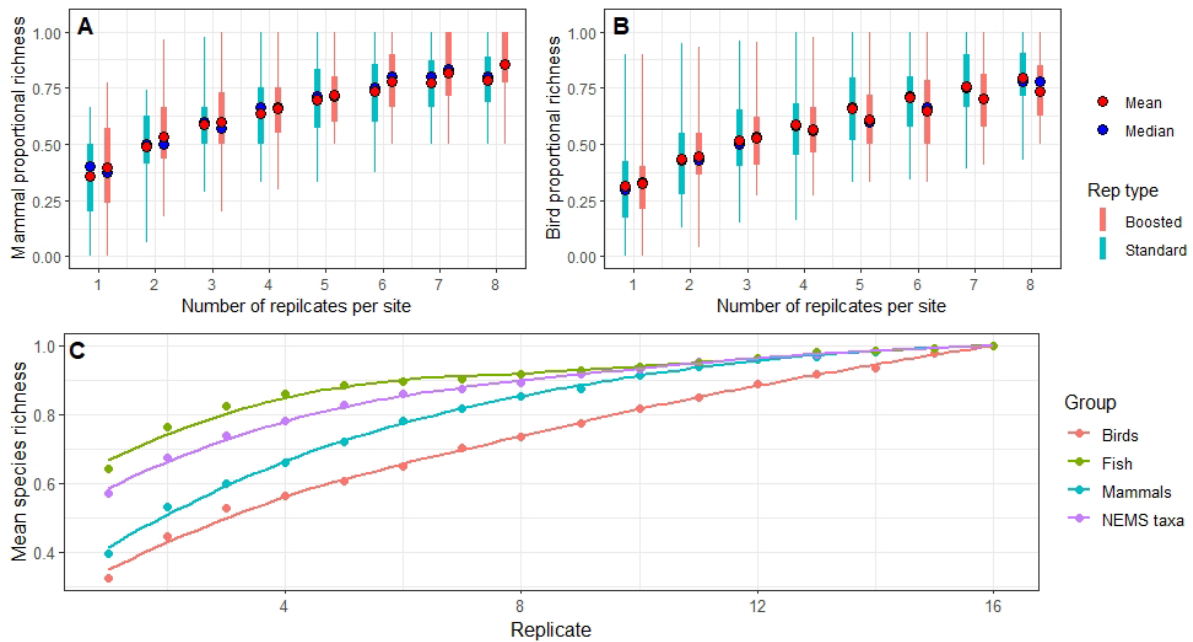 A
Mammal proportional richness
1.00
0.75
0.50
0.25
0.00
1 2 3 4 5 6 7 8
Number of repilcates per site
B
Bird proportional richness
1.00
0.75
0.50
0.25
0.00
1 2 3 4 5 6 7 8
Number of repilcates per site
Mean
Median
Rep type
Boosted
Standard
C
Mean species richness
1.0
0.8
0.6
0.4
4 8 12 16
Replicate
Group
Birds
Fish
Mammals
NEMS taxa